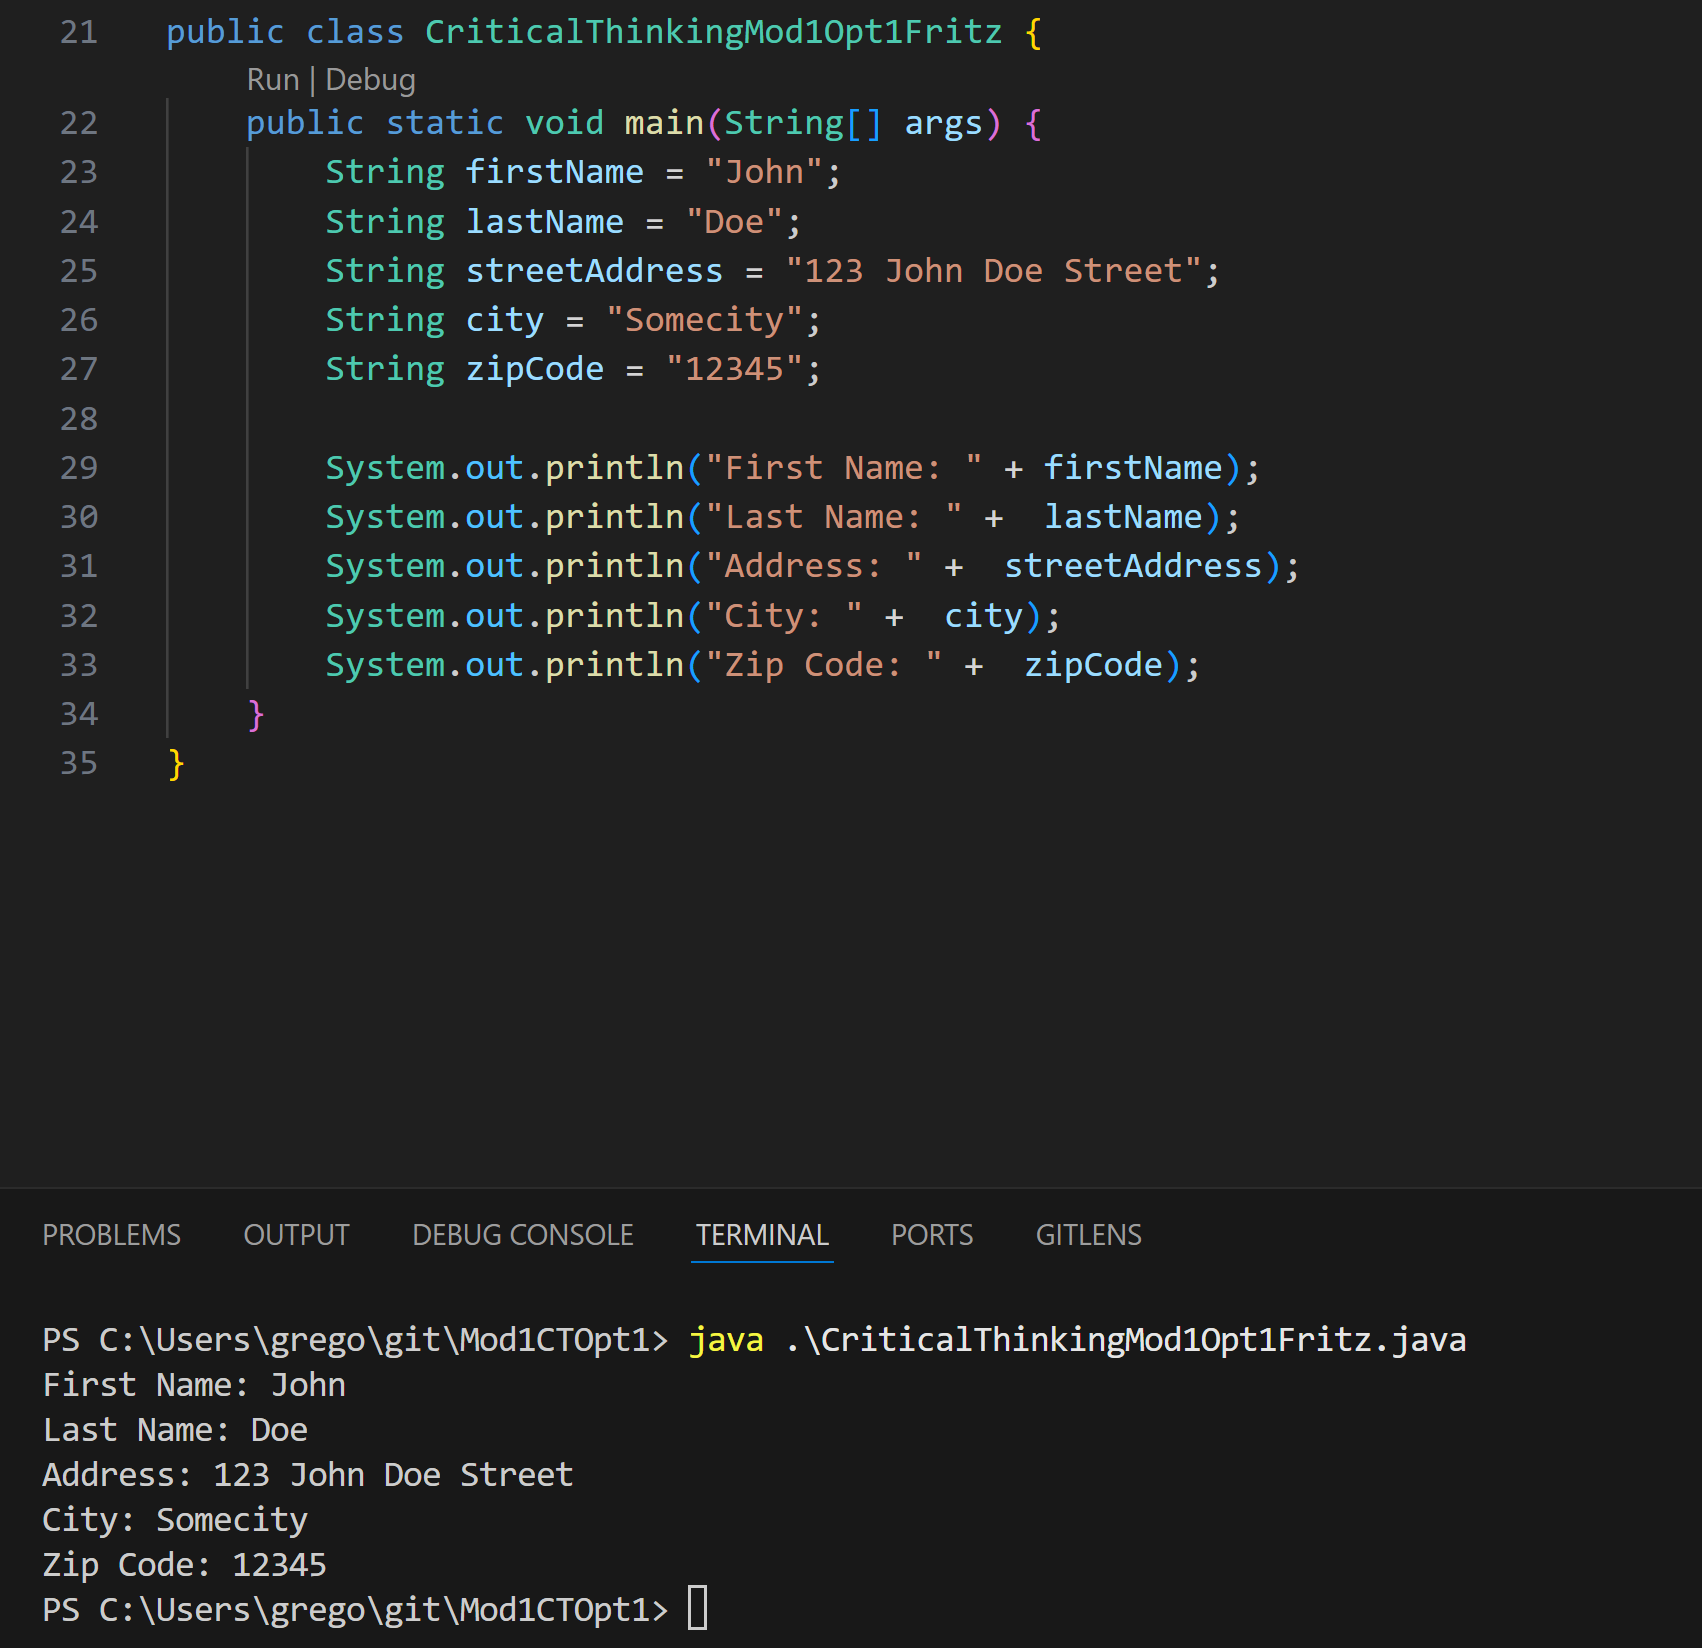 21 public class CriticalThinkingMod1Opt1Fritz {
Run | Debug
22 public static void main(String[] args) {
23 String firstName = "John";
24 String lastName = "Doe";
25 String streetAddress = "123 John Doe Street";
26 String city = "Somecity";
27 String zipCode = "12345";
28
29 System.out.println("First Name: " + firstName);
30 System.out.println("Last Name: " +  lastName);
31 System.out.println("Address: " +  streetAddress);
32 System.out.println("City: " +  city);
33 System.out.println("Zip Code: " +  zipCode);
34 }
35 }
PROBLEMS OUTPUT DEBUG CONSOLE TERMINAL PORTS GITLENS
PS C:\Users\grego\git\Mod1CTOpt1> java .\CriticalThinkingMod1Opt1Fritz.java
First Name: John
Last Name: Doe
Address: 123 John Doe Street
City: Somecity
Zip Code: 12345
PS C:\Users\grego\git\Mod1CTOpt1>